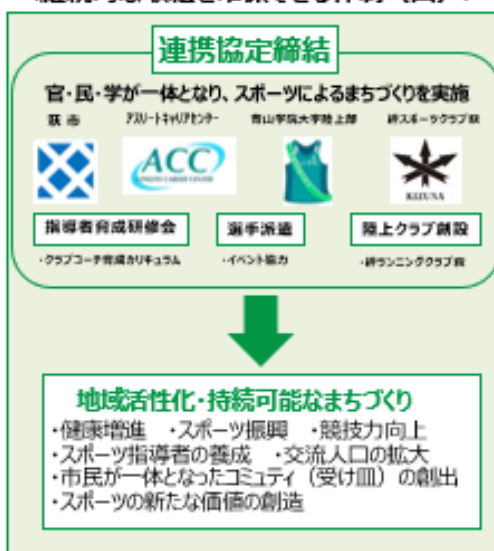 連携協定締結
官・民・学が一体となり、スポーツによるまちづくりを実施
萩市 アスリートキャリアセンター 青山学院大学陸上部 絆スポーツクラブ萩
ACC
ATHLETE CAREER CENTER
KIZUNA
指導者育成研修会 選手派遣 陸上クラブ創設
・クラブコーチ育成カリキュラム ・イベント協力 ・絆ランニングクラブ萩
地域活性化・持続可能なまちづくり
・健康増進 ・スポーツ振興 ・競技力向上
・スポーツ指導者の養成 ・交流人口の拡大
・市民が一体となったコミュティ（受け皿）の創出
・スポーツの新たな価値の創造